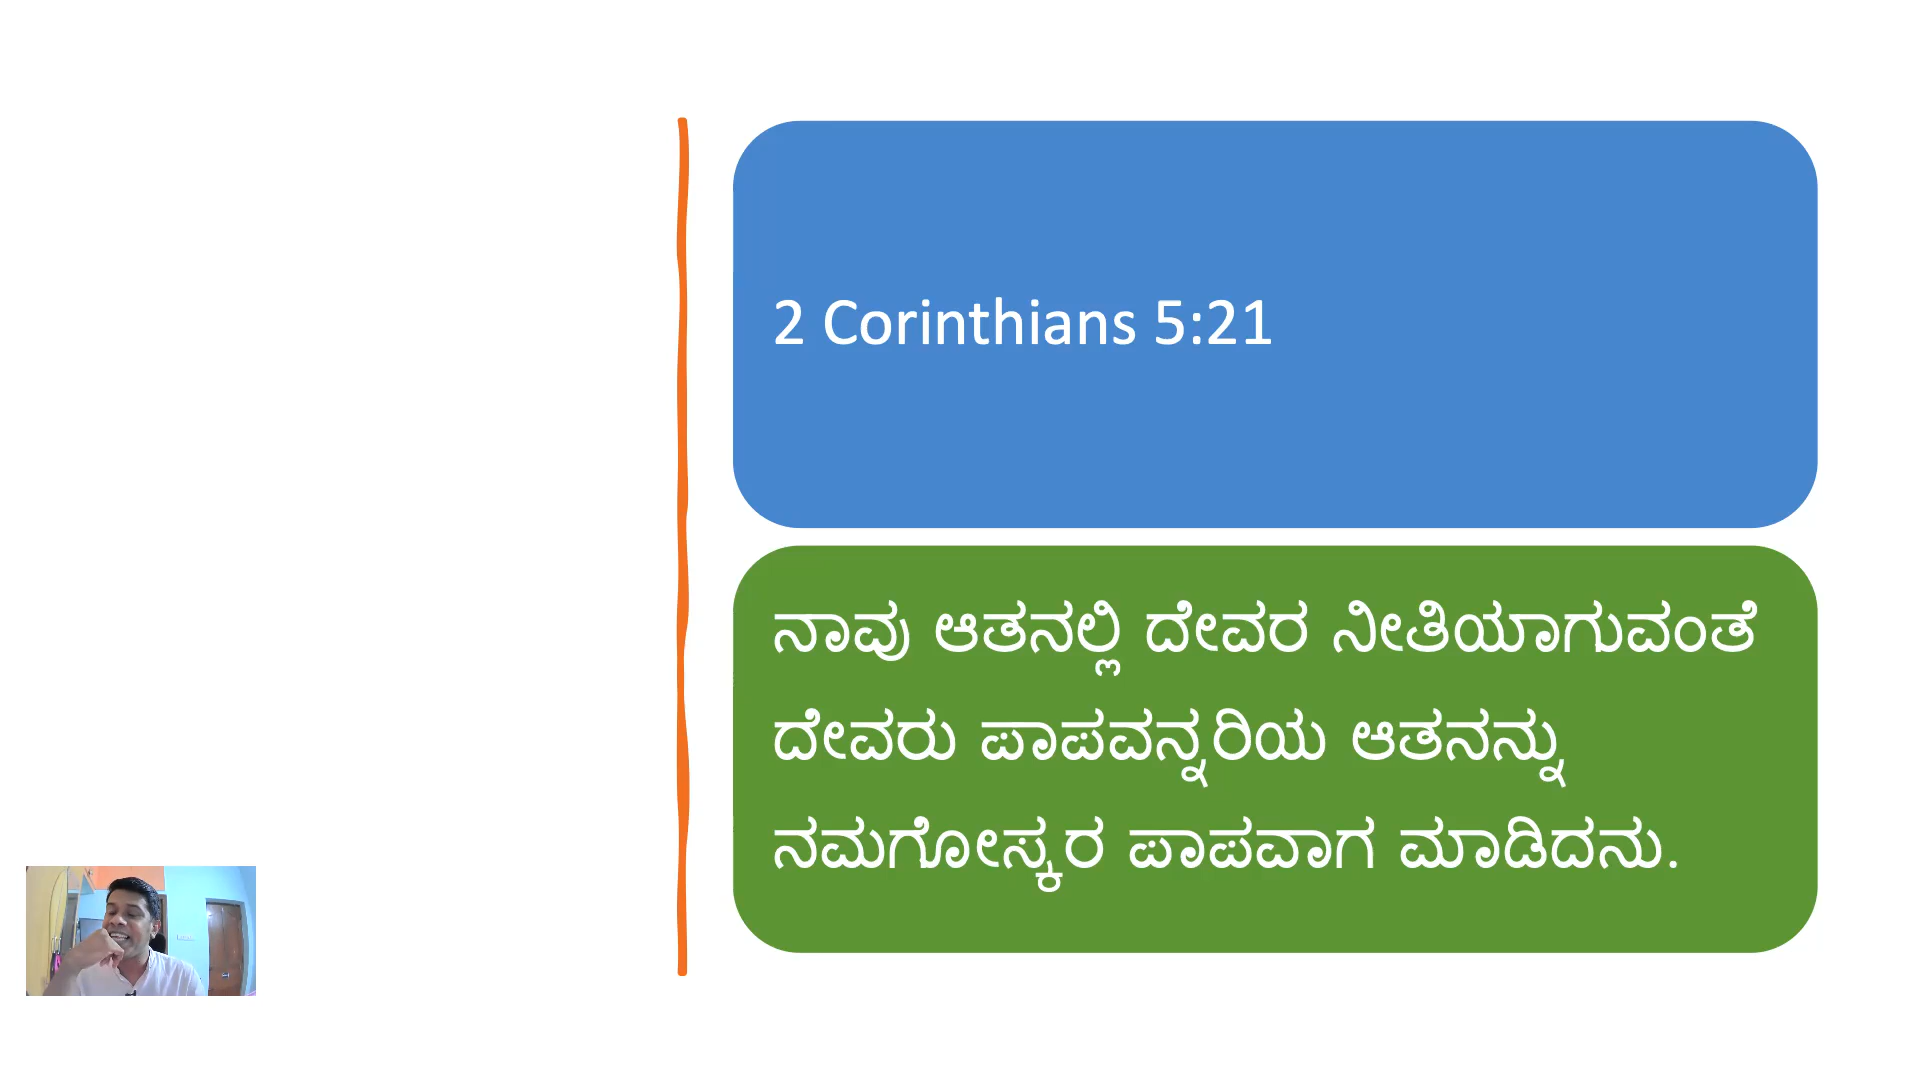 2 Corinthians 5:21
ನಾವು ಆತನಲ್ಲಿ ದೇವರ ನೀತಿಯಾಗುವಂತೆ
ದೇವರು ಪಾಪವನ್ನರಿಯ ಆತನನ್ನು
ನಮಗೋಸ್ಕರ ಪಾಪವಾಗ ಮಾಡಿದನು.